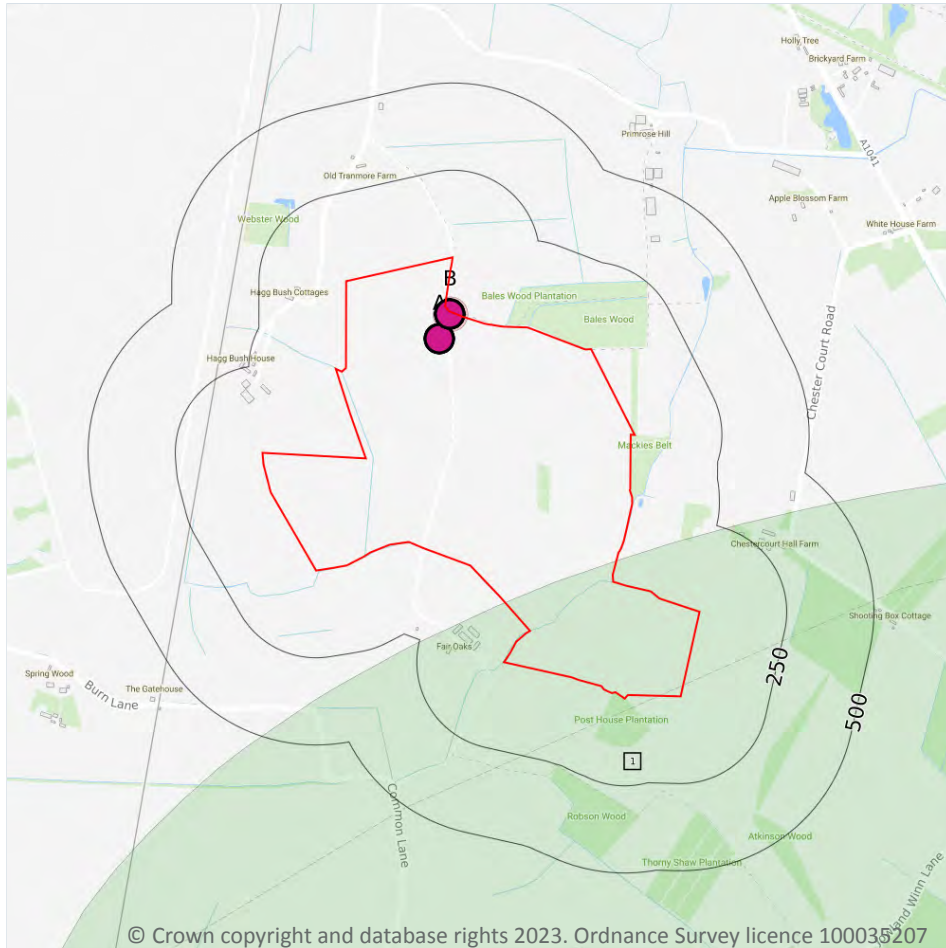 Holly Tree
Brickyard Farm
Primrose Hill
A1041
Old Tranmore Farm
Apple Blossom Farm
Webster Wood
White House Farm
B
Hagg Bush Cottages
A
Bales Wood Plantation
Bales Wood
Hagg Bush House
Chester Court Road
Mackies Belt
Chestercourt Hall Farm
Shooting Box Cottage
Fair Oaks
250
Spring Wood
The Gatehouse
Burn Lane
500
Post House Plantation
1
Common Lane
Robson Wood
Atkinson Wood
Thorny Shaw Plantation
and Winn Lane
© Crown copyright and database rights 2023. Ordnance Survey licence 100035207